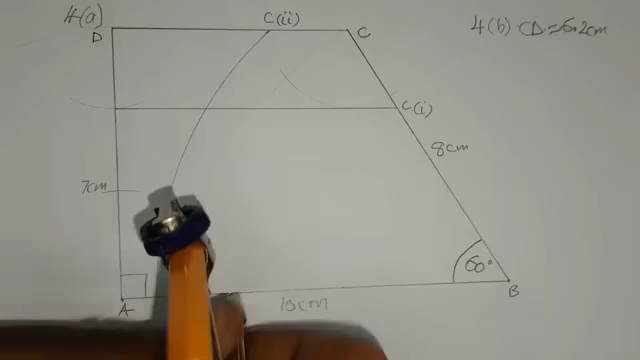 4(a)
D
C(ii)
C
4(b) CD = 6.2cm
C(i)
8cm
7cm
60°
A
10cm
B